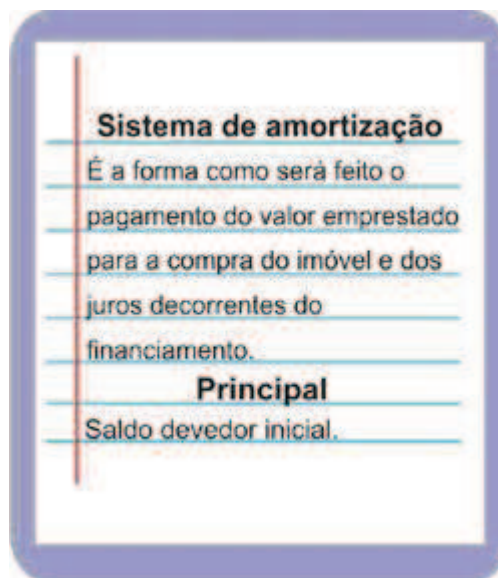 Sistema de amortização
É a forma como será feito o
pagamento do valor emprestado
para a compra do imóvel e dos
juros decorrentes do
financiamento.
Principal
Saldo devedor inicial.